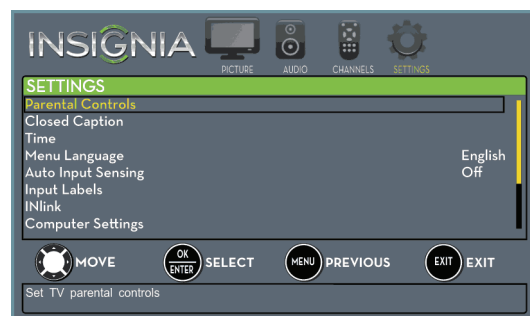 INSIGNIA
PICTURE AUDIO CHANNELS SETTINGS
SETTINGS
Parental Controls
Closed Caption
Time
Menu Language English
Auto Input Sensing Off
Input Labels
INlink
Computer Settings
MOVE OK ENTER SELECT MENU PREVIOUS EXIT EXIT
Set TV parental controls